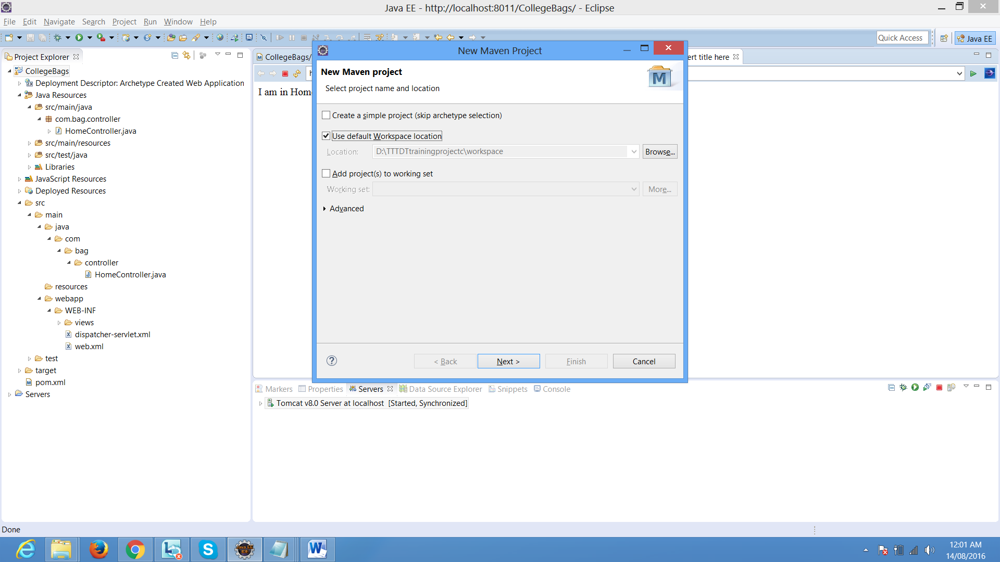 Java EE - http://localhost:8011/CollegeBags/ - Eclipse
File Edit Navigate Search Project Run Window Help
Quick Access
Java EE
Project Explorer
CollegeBags
Deployment Descriptor: Archetype Created Web Application
Java Resources
src/main/java
com.bag.controller
HomeController.java
src/main/resources
src/test/java
Libraries
JavaScript Resources
Deployed Resources
src
main
java
com
bag
controller
HomeController.java
resources
webapp
WEB-INF
views
dispatcher-servlet.xml
web.xml
test
target
pom.xml
Servers
CollegeBags/
ert title here
I am in Hom
New Maven Project
New Maven project
Select project name and location
M
Create a simple project (skip archetype selection)
Use default Workspace location
Location: D:\TTTDTtrainingprojectc\workspace Browse...
Add project(s) to working set
Working set: More...
Advanced
< Back Next > Finish Cancel
Markers Properties Servers Data Source Explorer Snippets Console
Tomcat v8.0 Server at localhost [Started, Synchronized]
Done
Java EE
IDE
12:01 AM
14/08/2016